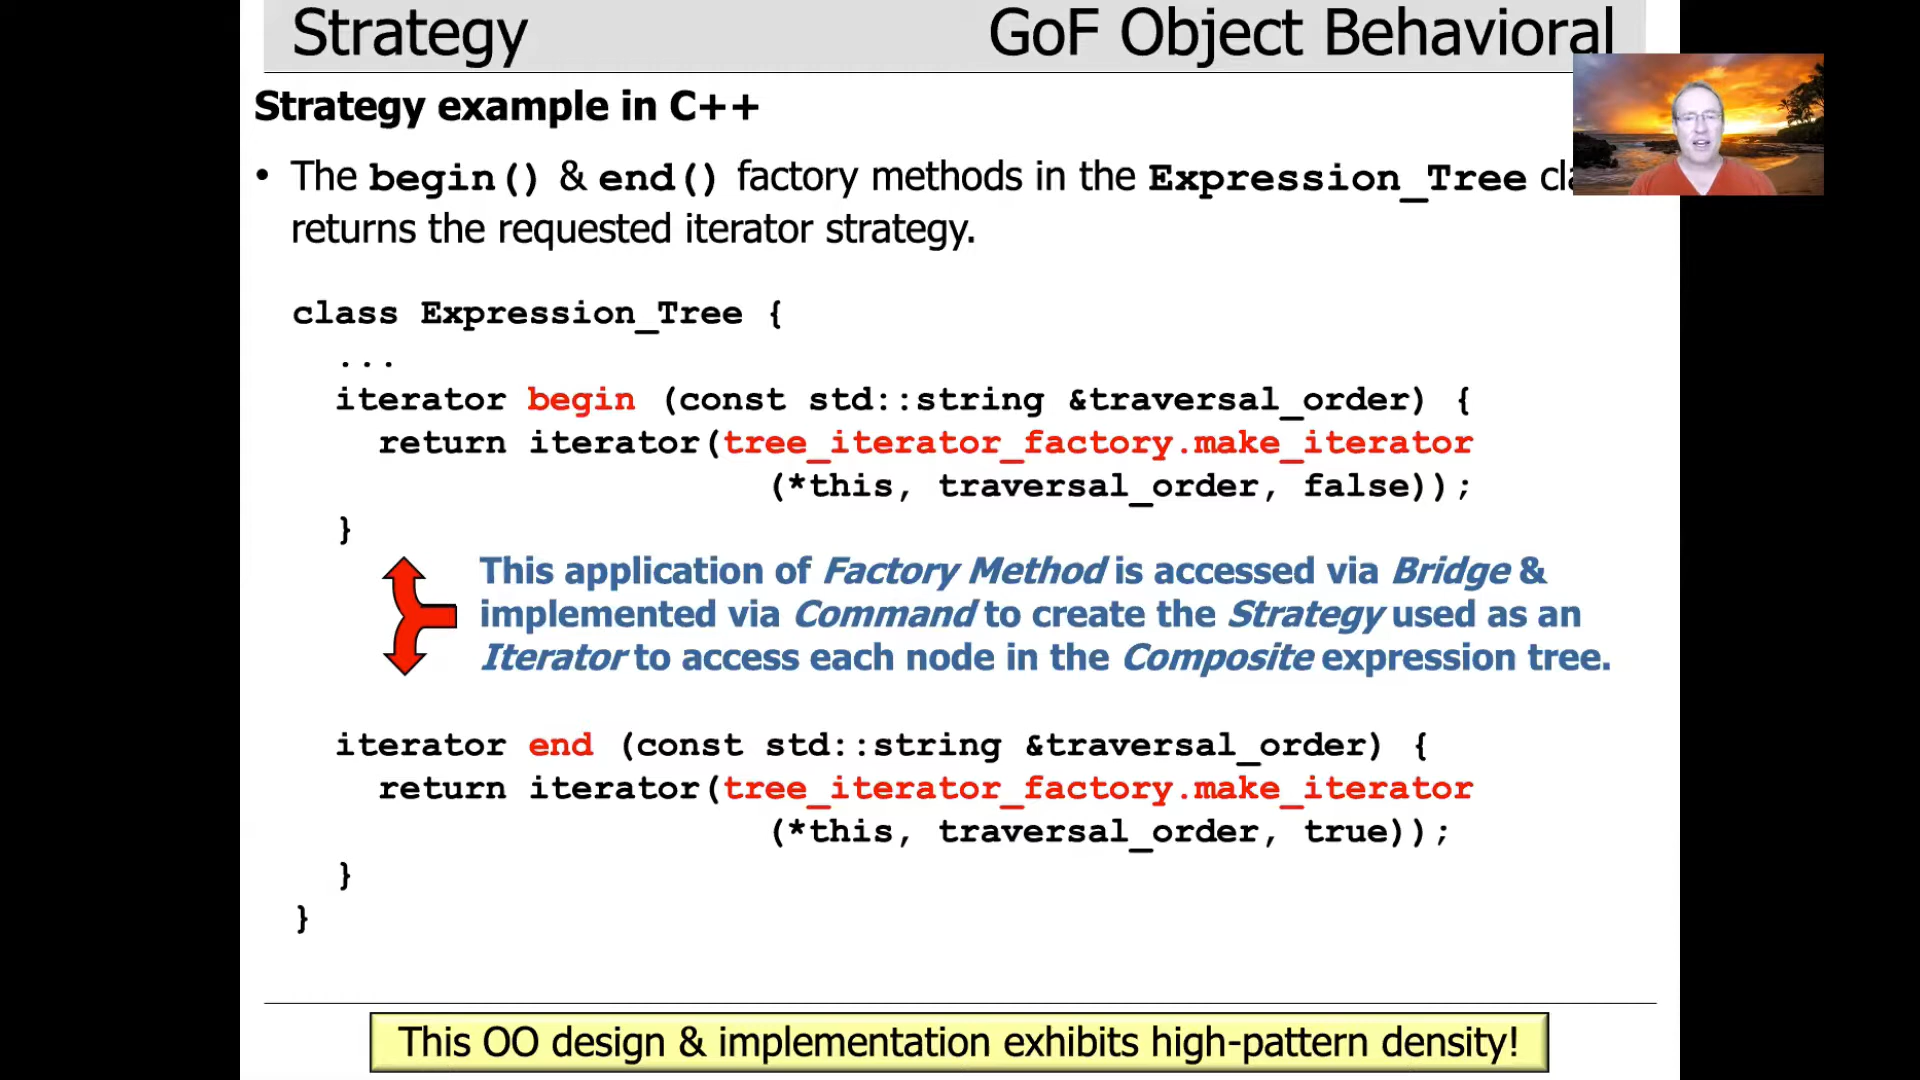 Strategy GoF Object Behavioral
Strategy example in C++
• The begin() & end() factory methods in the Expression_Tree
returns the requested iterator strategy.
class Expression_Tree {
...
iterator begin (const std::string &traversal_order) {
return iterator(tree_iterator_factory.make_iterator
(*this, traversal_order, false));
}
This application of Factory Method is accessed via Bridge &
implemented via Command to create the Strategy used as an
Iterator to access each node in the Composite expression tree.
iterator end (const std::string &traversal_order) {
return iterator(tree_iterator_factory.make_iterator
(*this, traversal_order, true));
}
}
This OO design & implementation exhibits high-pattern density!